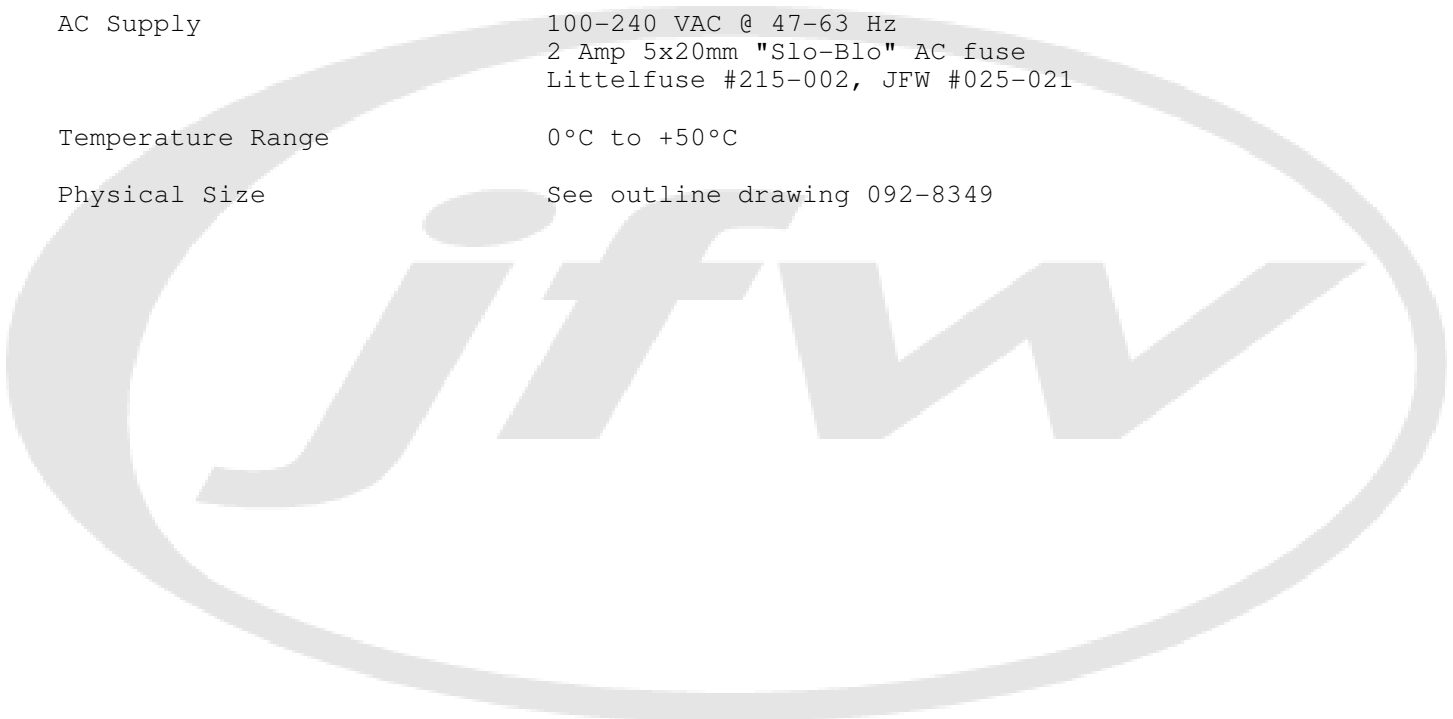 AC Supply 100-240 VAC @ 47-63 Hz
2 Amp 5x20mm "Slo-Blo" AC fuse
Littelfuse #215-002, JFW #025-021
Temperature Range 0°C to +50°C
Physical Size See outline drawing 092-8349
jfw